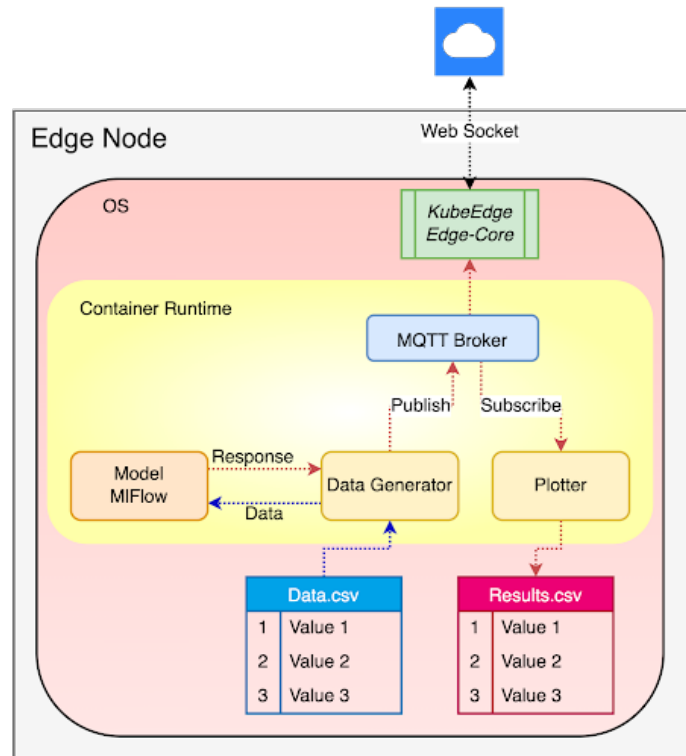 Web Socket
Edge Node
OS
KubeEdge
Edge-Core
Container Runtime
MQTT Broker
Publish
Subscribe
Response
Model
MIFlow
Data Generator
Plotter
Data
Data.csv
Results.csv
1 Value 1
2 Value 2
3 Value 3
1 Value 1
2 Value 2
3 Value 3